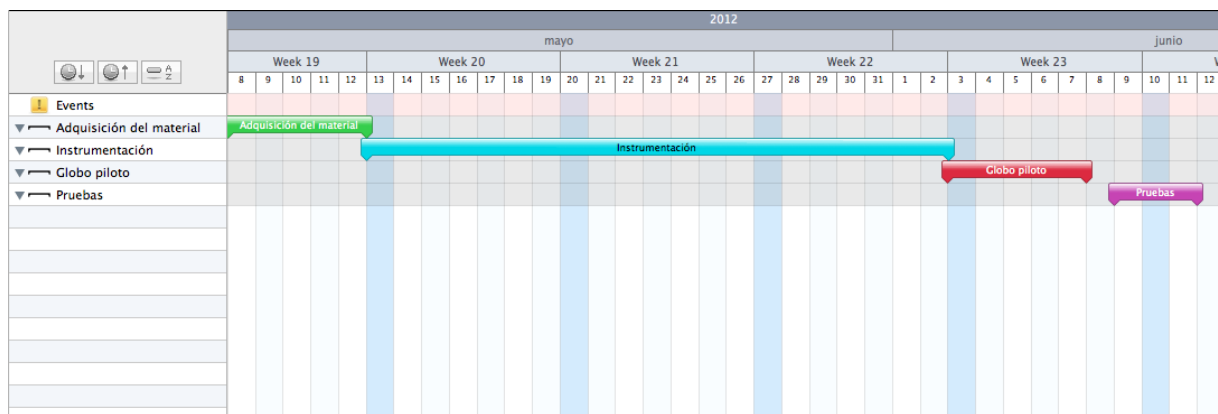 2012
mayo junio
Week 19 Week 20 Week 21 Week 22 Week 23 W
8 9 10 11 12 13 14 15 16 17 18 19 20 21 22 23 24 25 26 27 28 29 30 31 1 2 3 4 5 6 7 8 9 10 11 12
A
Z
Events
Adquisición del material Adquisición del material
Instrumentación Instrumentación
Globo piloto Globo piloto
Pruebas Pruebas